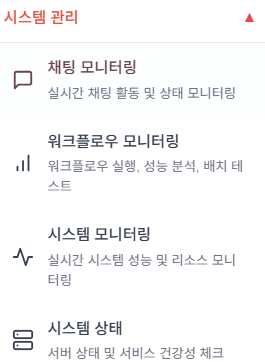 시스템 관리 ▲
채팅 모니터링
실시간 채팅 활동 및 상태 모니터링
워크플로우 모니터링
워크플로우 실행, 성능 분석, 배치 테
스트
시스템 모니터링
실시간 시스템 성능 및 리소스 모니
터링
시스템 상태
서버 상태 및 서비스 건강성 체크